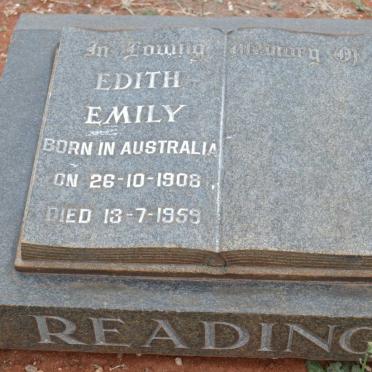 In Loving Memory Of
EDITH
EMILY
BORN IN AUSTRALIA
ON 26-10-1908
DIED 13-7-1959
READING